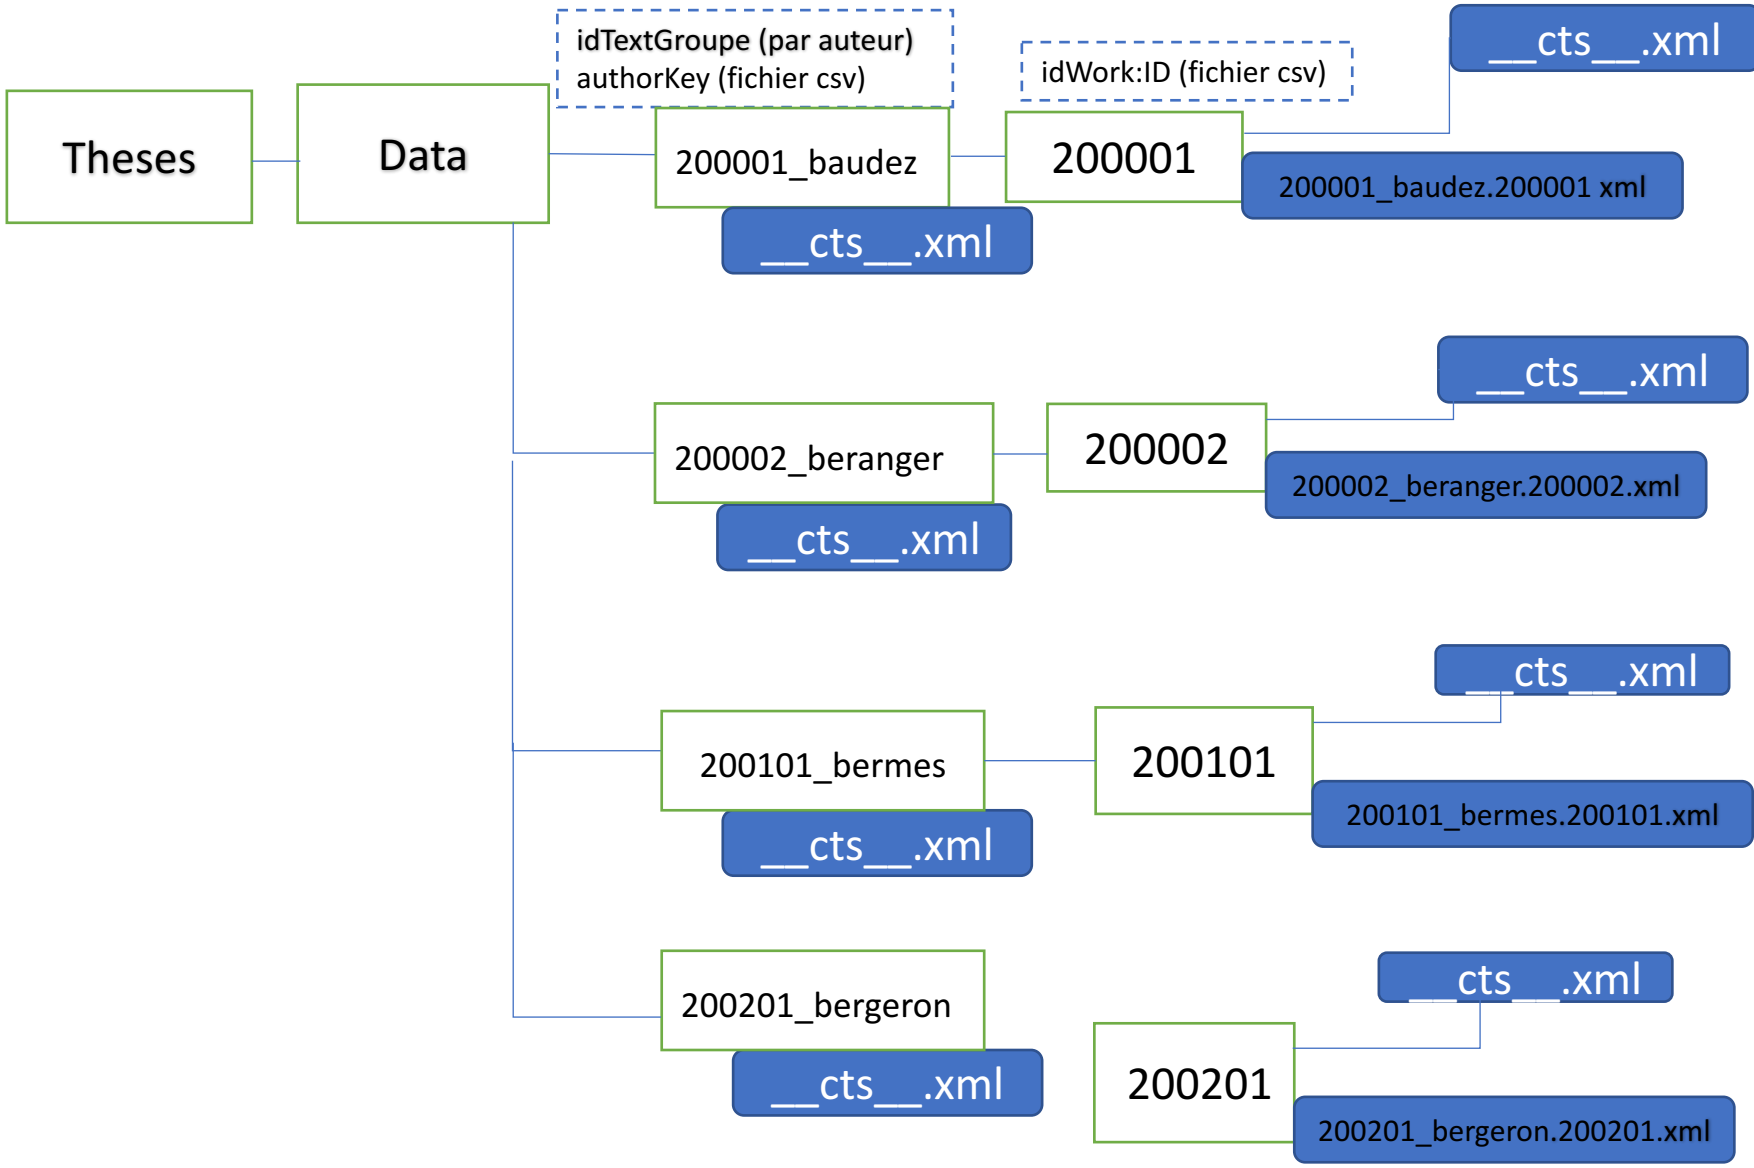 idTextGroupe (par auteur)
authorKey (fichier csv)
idWork:ID (fichier csv)
__cts__.xml
Theses
Data
200001_baudez
200001
200001_baudez.200001 xml
__cts__.xml
__cts__.xml
200002_beranger
200002
200002_beranger.200002.xml
__cts__.xml
__cts__.xml
200101_bermes
200101
200101_bermes.200101.xml
__cts__.xml
__cts__.xml
200201_bergeron
200201
__cts__.xml
200201_bergeron.200201.xml